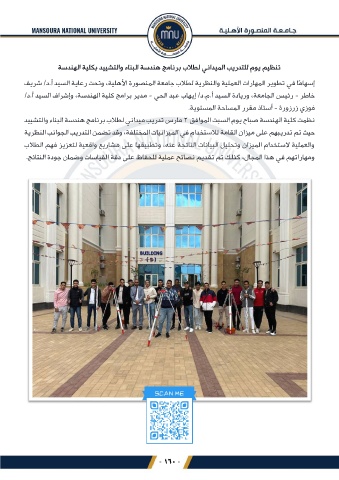 MANSOURA NATIONAL UNIVERSITY
جـامـعـة المنصـورة الأهـليـة
تنظيم يوم للتدريب الميداني لطلاب برنامج هندسة البناء والتشييد بكلية الهندسة
إسهامًا في تطوير المهارات العملية والنظرية لطلاب جامعة المنصورة الأهلية، وتحت رعاية السيد أ.د/ شريف
خاطر - رئيس الجامعة، وريادة السيد أ.م.د/ إيهاب عبد الحي - مدير برامج كلية الهندسة، وإشراف السيد أ.د/
فوزي زرزورة - أستاذ مقرر المساحة المستوية.
نظمت كلية الهندسة صباح يوم السبت الموافق ٢ مارس تدريب ميداني لطلاب برنامج هندسة البناء والتشييد
حيث تم تدريبهم على ميزان القامة للاستخدام في الميزانيات المختلفة، وقد تضمن التدريب الجوانب النظرية
والعملية لاستخدام الميزان وتحليل البيانات الناتجة عنه، وتطبيقها على مشاريع واقعية لتعزيز فهم الطلاب
ومهاراتهم في هذا المجال، كذلك تم تقديم نصائح عملية للحفاظ على دقة القياسات وضمان جودة النتائج.
BUILDING
(B)
SCAN ME
- ١٦٠ -